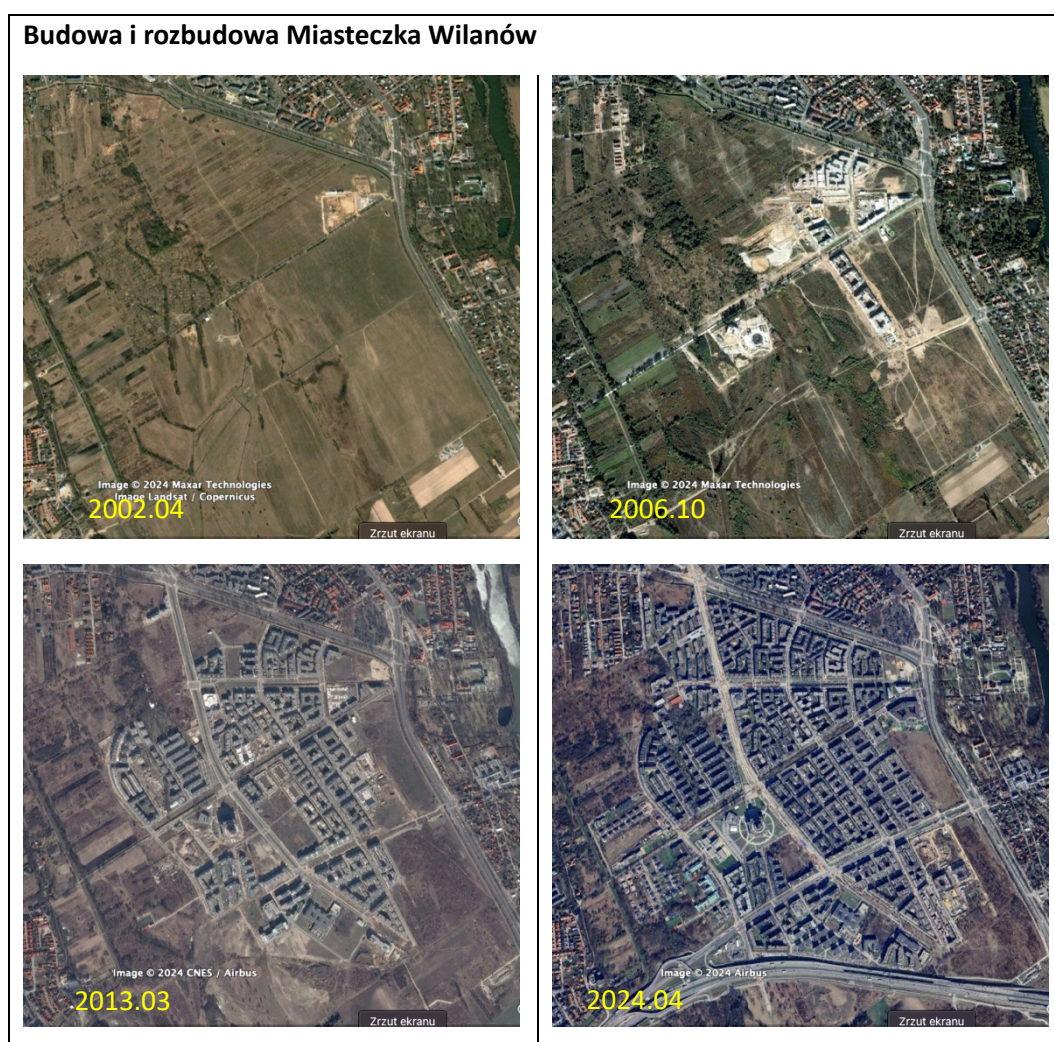 Budowa i rozbudowa Miasteczka Wilanów
Image © 2024 Maxar Technologies
Image Landsat / Copernicus
2002.04
Zrzut ekranu
Image © 2024 Maxar Technologies
2006.10
Zrzut ekranu
Image © 2024 CNES / Airbus
.2013.03
Zrzut ekranu
Image © 2024 Airbus
2024.04
Zrzut ekranu